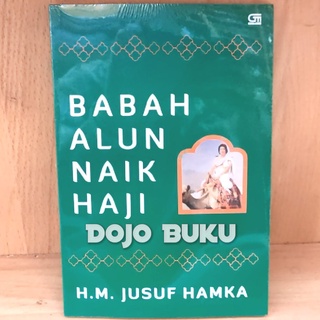 BABAH
ALUN
NAIK
HAJI
DOJO BUKU
H.M. JUSUF HAMKA